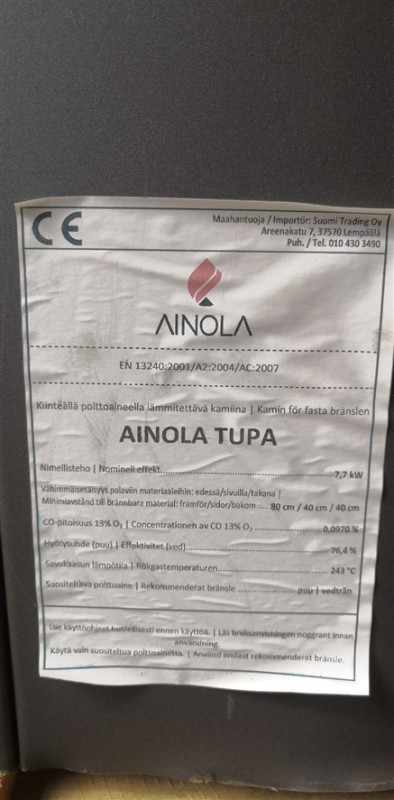 CE
Maahantuoja / Importör: Suomi Trading Oy
Areenakatu 7, 37570 Lempäälä
Puh. / Tel. 010 430 3490
AINOLA
EN 13240:2001/A2:2004/AC:2007
Kiinteällä polttoaineella lämmitettävä kamiina | Kamin för fasta bränslen
AINOLA TUPA
Nimellisteho | Nominell effekt..............7,7 kW
Vähimmäisetäisyys palaviin materiaaleihin: edessä/sivuilla/takana |
Minimiavstånd till brännbara material: framför/sidor/bakom .... 80 cm / 40 cm / 40 cm
CO-pitoisuus 13% O₂ | Concentrationen av CO 13% O₂ ..............0,0970 %
Hyötysuhde (puu) | Effektivitet (ved)..............76,4 %
Savukaasun lämpötila | Rökgastemperaturen..............243 °C
Suositeltava polttoaine | Rekommenderat bränsle ..............puu | vedträn
Lue käyttöohjeet huolellisesti ennen käyttöä. | Läs bruksanvisningen noggrant innan
användning.
Käytä vain suositeltua polttoainetta. | Använd endast rekommenderat bränsle.